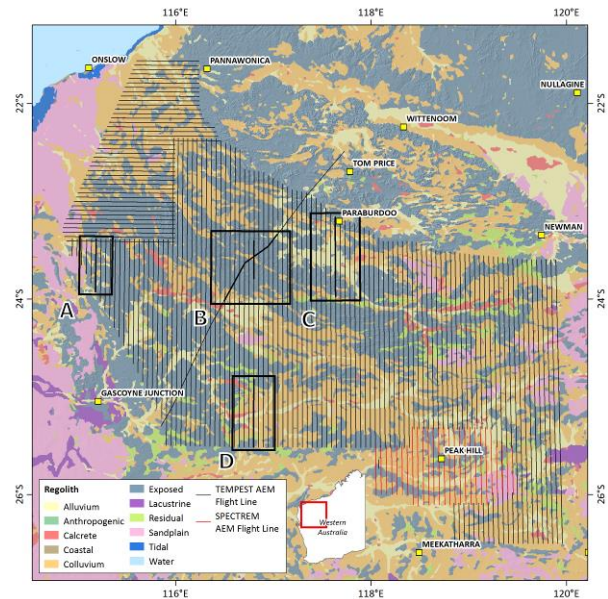 116°E
118°E
120°E
ONSLOW
PANNAWONICA
NULLAGINE
22°S
22°S
WITTENOOM
TOM PRICE
PARABURDOO
NEWMAN
A
B
C
24°S
24°S
GASCOYNE JUNCTION
D
PEAK HILL
26°S
26°S
MEEKATHARRA
Regolith
Alluvium
Anthropogenic
Calcrete
Coastal
Colluvium
Exposed
Lacustrine
Residual
Sandplain
Tidal
Water
TEMPEST AEM
Flight Line
SPECTREM
AEM Flight Line
Western
Australia
116°E
118°E
120°E